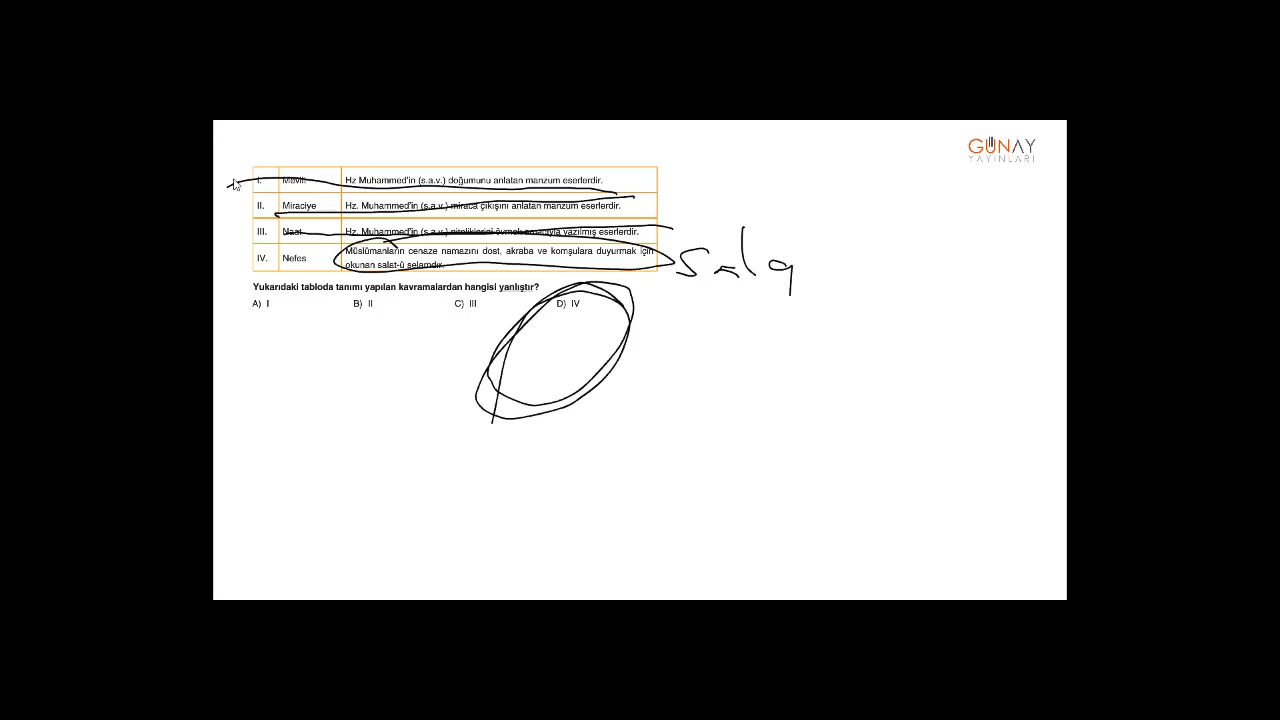 GÜNAY
YAYINLARI
I. Mevlit Hz Muhammed'in (s.a.v.) doğumunu anlatan manzum eserlerdir.
II. Miraciye Hz. Muhammed'in (s.a.v.) miraca çıkışını anlatan manzum eserlerdir.
III. Naat Hz. Muhammed'in (s.a.v.) niteliklerini övmek amacıyla yazılmış eserlerdir.
IV. Nefes Müslümanların cenaze namazını dost, akraba ve komşulara duyurmak için
okunan salat-ü selamdır.
Yukarıdaki tabloda tanımı yapılan kavramalardan hangisi yanlıştır?
A) I B) II C) III D) IV